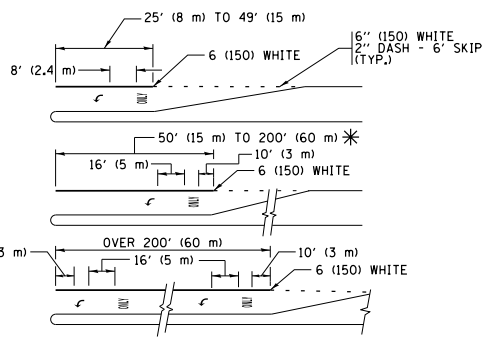 25' (8 m) TO 49' (15 m)
6" (150) WHITE
2" DASH - 6' SKIP
(TYP.)
6 (150) WHITE
8' (2.4 m)
ONLY
50' (15 m) TO 200' (60 m) *
16' (5 m)
10' (3 m)
6 (150) WHITE
ONLY
OVER 200' (60 m)
3 m)
16' (5 m)
10' (3 m)
6 (150) WHITE
ONLY
ONLY